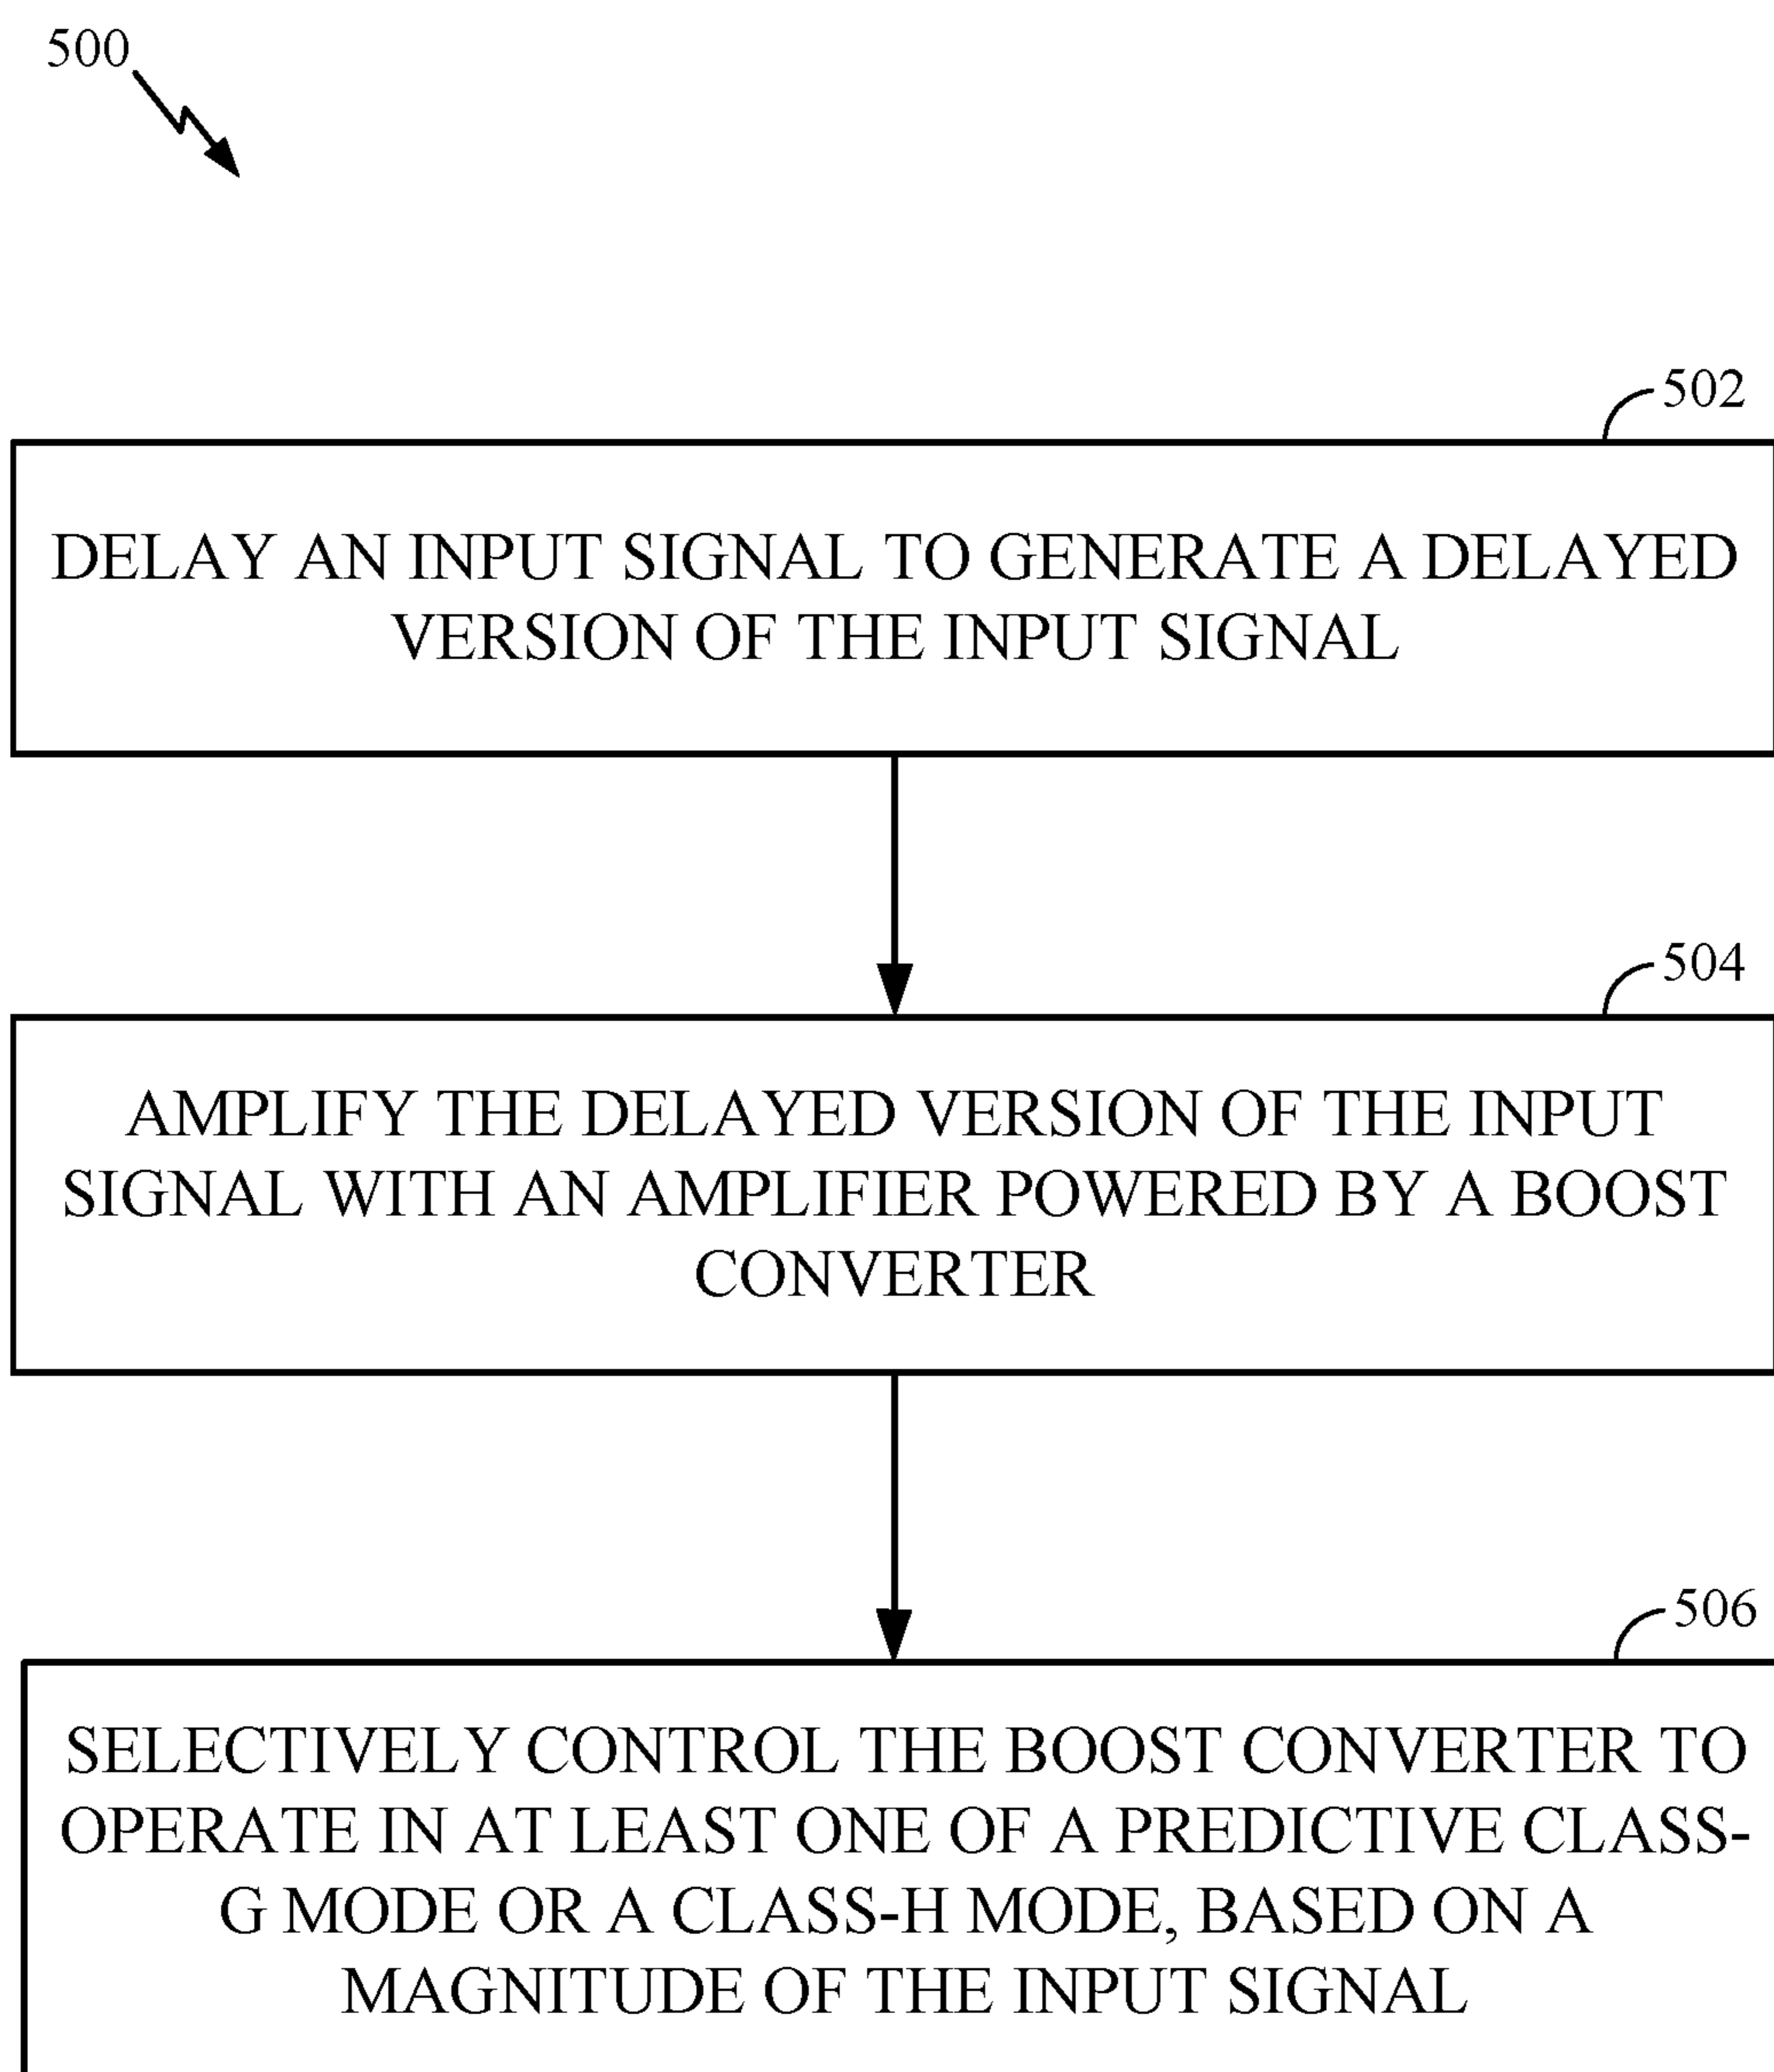 500
502
DELAY AN INPUT SIGNAL TO GENERATE A DELAYED
VERSION OF THE INPUT SIGNAL
504
AMPLIFY THE DELAYED VERSION OF THE INPUT
SIGNAL WITH AN AMPLIFIER POWERED BY A BOOST
CONVERTER
506
SELECTIVELY CONTROL THE BOOST CONVERTER TO
OPERATE IN AT LEAST ONE OF A PREDICTIVE CLASS-
G MODE OR A CLASS-H MODE, BASED ON A
MAGNITUDE OF THE INPUT SIGNAL